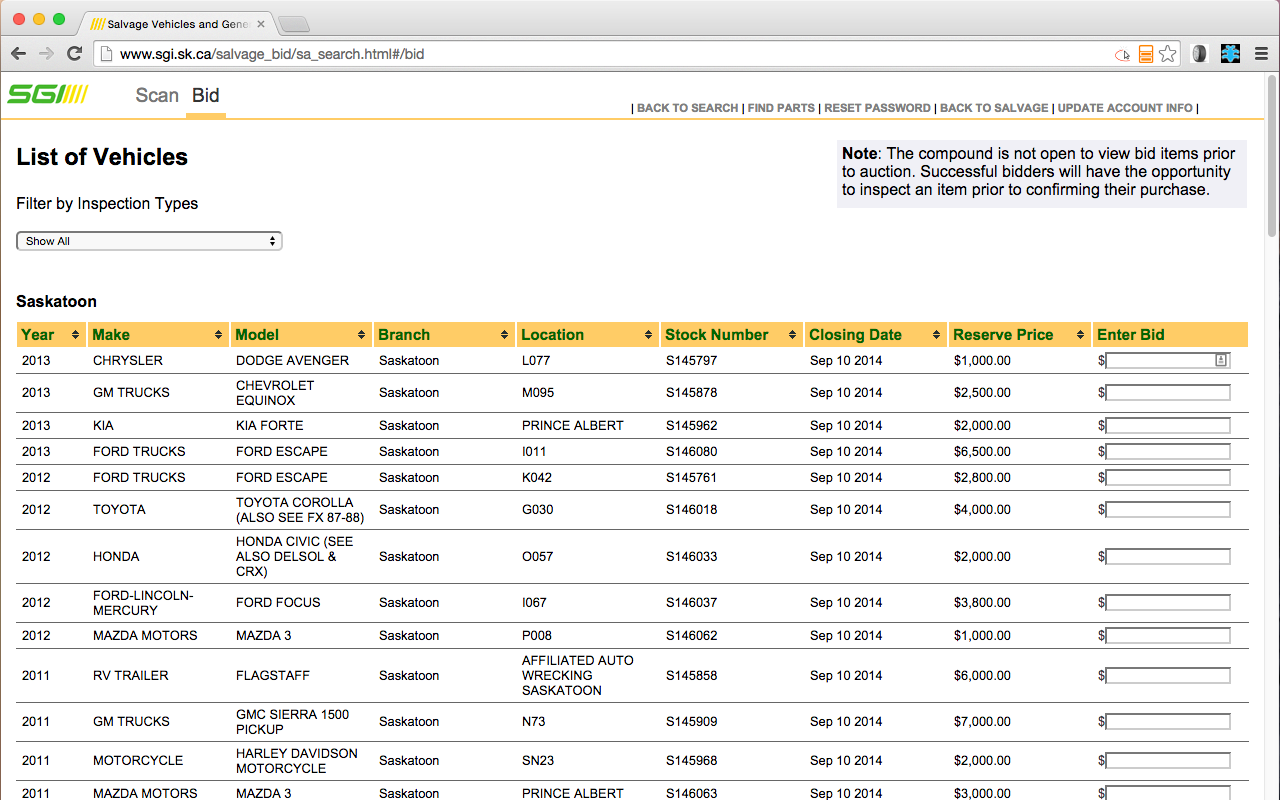 Salvage Vehicles and Gene
www.sgi.sk.ca/salvage_bid/sa_search.html#/bid
SGI
Scan Bid
| BACK TO SEARCH | FIND PARTS | RESET PASSWORD | BACK TO SALVAGE | UPDATE ACCOUNT INFO |
List of Vehicles
Note: The compound is not open to view bid items prior
to auction. Successful bidders will have the opportunity
to inspect an item prior to confirming their purchase.
Filter by Inspection Types
Show All
Saskatoon
Year Make Model Branch Location Stock Number Closing Date Reserve Price Enter Bid
2013 CHRYSLER DODGE AVENGER Saskatoon L077 S145797 Sep 10 2014 $1,000.00 $
2013 GM TRUCKS CHEVROLET EQUINOX Saskatoon M095 S145878 Sep 10 2014 $2,500.00 $
2013 KIA KIA FORTE Saskatoon PRINCE ALBERT S145962 Sep 10 2014 $2,000.00 $
2013 FORD TRUCKS FORD ESCAPE Saskatoon I011 S146080 Sep 10 2014 $6,500.00 $
2012 FORD TRUCKS FORD ESCAPE Saskatoon K042 S145761 Sep 10 2014 $2,800.00 $
2012 TOYOTA TOYOTA COROLLA (ALSO SEE FX 87-88) Saskatoon G030 S146018 Sep 10 2014 $4,000.00 $
2012 HONDA HONDA CIVIC (SEE ALSO DELSOL & CRX) Saskatoon O057 S146033 Sep 10 2014 $2,000.00 $
2012 FORD-LINCOLN-MERCURY FORD FOCUS Saskatoon I067 S146037 Sep 10 2014 $3,800.00 $
2012 MAZDA MOTORS MAZDA 3 Saskatoon P008 S146062 Sep 10 2014 $1,000.00 $
2011 RV TRAILER FLAGSTAFF Saskatoon AFFILIATED AUTO WRECKING SASKATOON S145858 Sep 10 2014 $6,000.00 $
2011 GM TRUCKS GMC SIERRA 1500 PICKUP Saskatoon N73 S145909 Sep 10 2014 $7,000.00 $
2011 MOTORCYCLE HARLEY DAVIDSON MOTORCYCLE Saskatoon SN23 S145968 Sep 10 2014 $2,000.00 $
2011 MAZDA MOTORS MAZDA 3 Saskatoon PRINCE ALBERT S146063 Sep 10 2014 $3,000.00 $